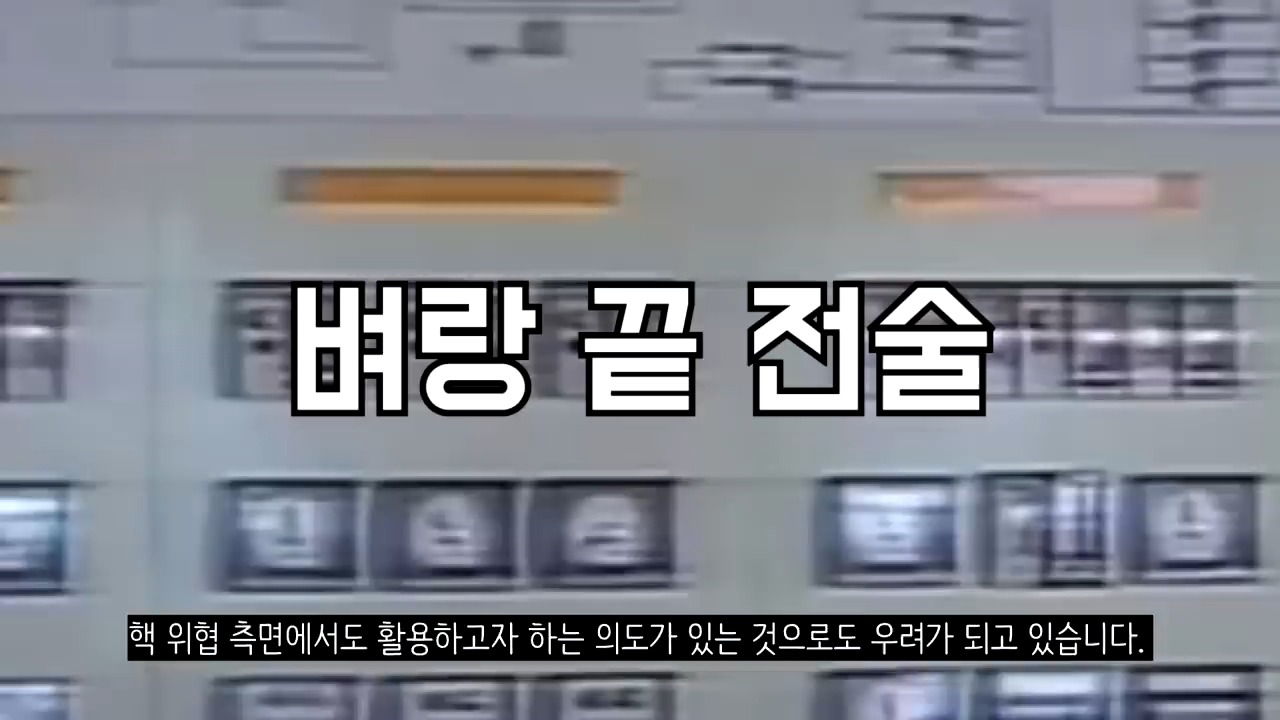 벼랑 끝 전술
핵 위협 측면에서도 활용하고자 하는 의도가 있는 것으로도 우려가 되고 있습니다.